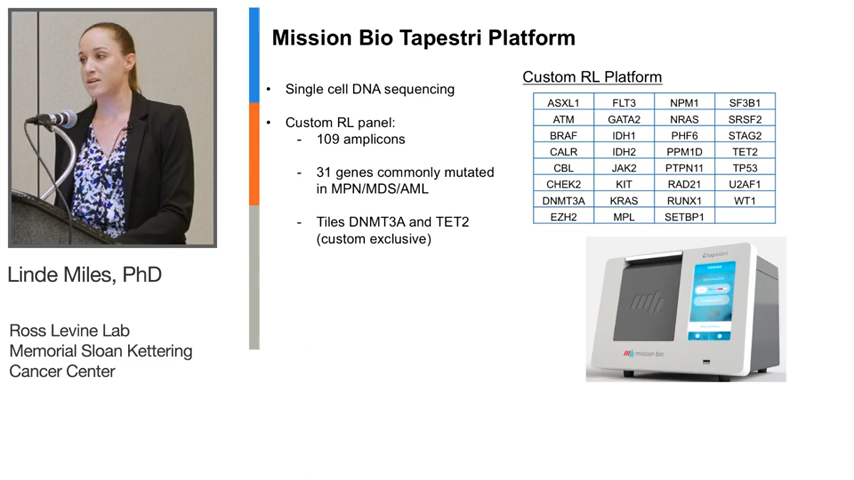 Mission Bio Tapestri Platform
• Single cell DNA sequencing
• Custom RL panel:
- 109 amplicons
- 31 genes commonly mutated
in MPN/MDS/AML
- Tiles DNMT3A and TET2
(custom exclusive)
Custom RL Platform
ASXL1 FLT3 NPM1 SF3B1
ATM GATA2 NRAS SRSF2
BRAF IDH1 PHF6 STAG2
CALR IDH2 PPM1D TET2
CBL JAK2 PTPN11 TP53
CHEK2 KIT RAD21 U2AF1
DNMT3A KRAS RUNX1 WT1
EZH2 MPL SETBP1
tapestri
mission bio
Linde Miles, PhD
Ross Levine Lab
Memorial Sloan Kettering
Cancer Center